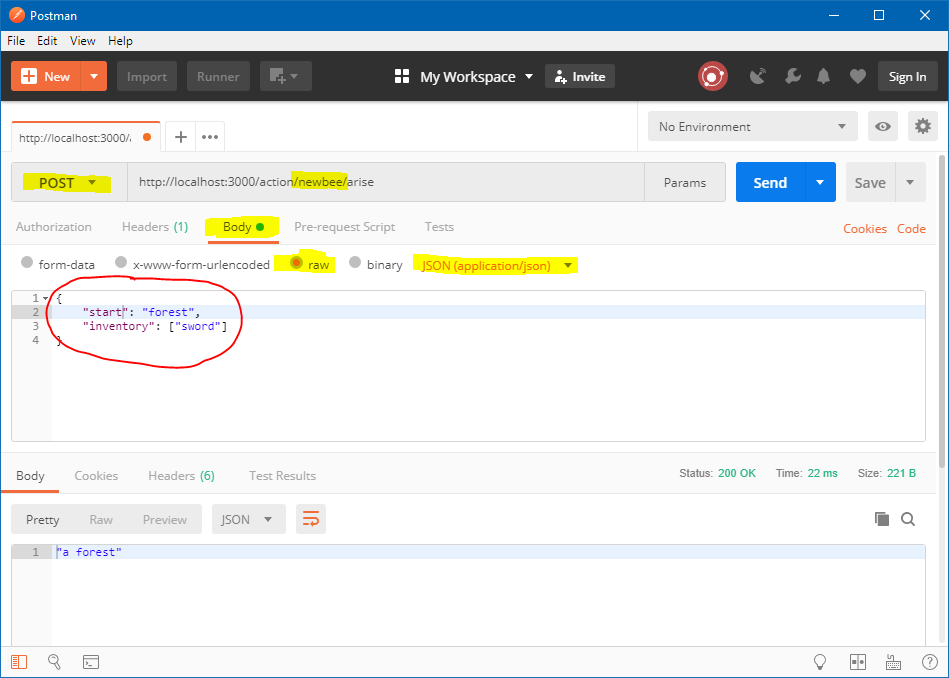 Postman
File Edit View Help
New Import Runner My Workspace Invite Sign In
http://localhost:3000/a No Environment
POST http://localhost:3000/action/newbee/arise Params Send Save
Authorization Headers (1) Body Pre-request Script Tests Cookies Code
form-data x-www-form-urlencoded raw binary JSON (application/json)
1 {
2 "start": "forest",
3 "inventory": ["sword"]
4 }
Body Cookies Headers (6) Test Results Status: 200 OK Time: 22 ms Size: 221 B
Pretty Raw Preview JSON
1 "a forest"